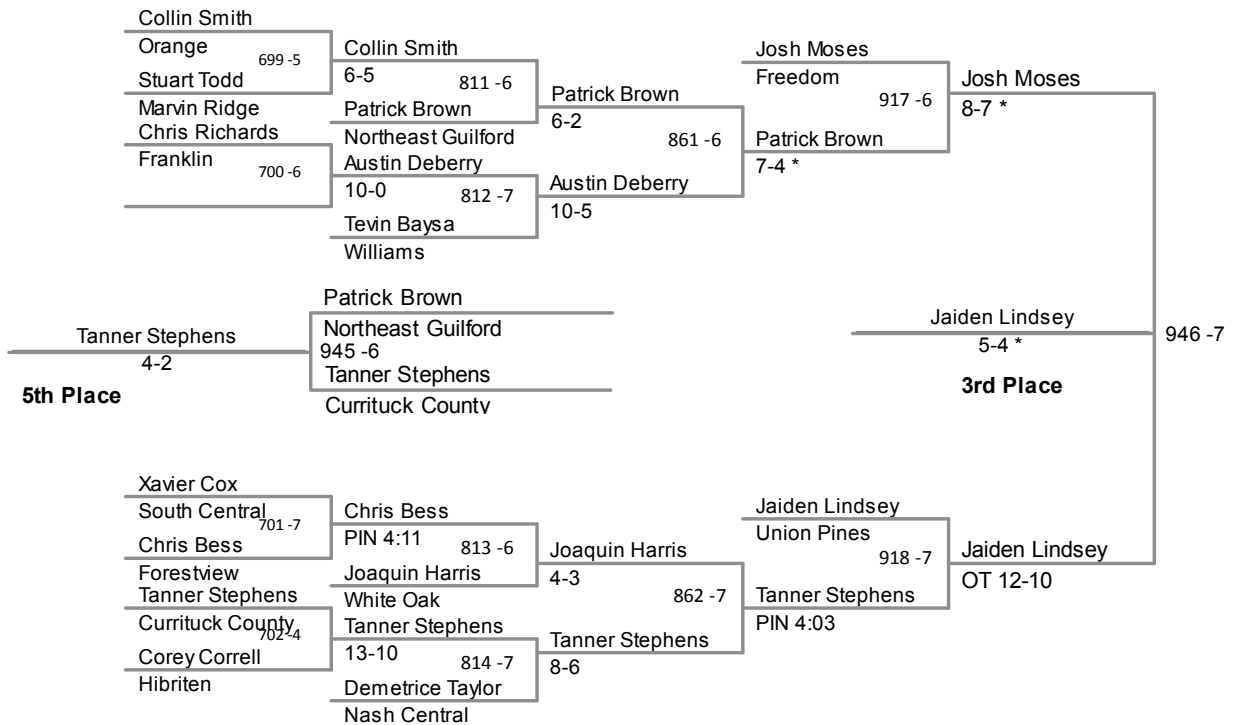 Collin Smith
Orange
699 -5
Stuart Todd
Marvin Ridge
Chris Richards
Franklin
700 -6
Collin Smith
6-5
811 -6
Patrick Brown
Northeast Guilford
Austin Deberry
10-0
812 -7
Tevin Baysa
Williams
Patrick Brown
6-2
861 -6
Austin Deberry
10-5
Josh Moses
Freedom
917 -6
Patrick Brown
7-4 *
Josh Moses
8-7 *
Patrick Brown
Northeast Guilford
945 -6
Tanner Stephens
Currituck County
Tanner Stephens
4-2
5th Place
Jaiden Lindsey
5-4 *
3rd Place
946 -7
Xavier Cox
South Central
701 -7
Chris Bess
Forestview
Tanner Stephens
Currituck County
702 -4
Corey Correll
Hibriten
Chris Bess
PIN 4:11
813 -6
Joaquin Harris
White Oak
Tanner Stephens
13-10
814 -7
Demetrice Taylor
Nash Central
Joaquin Harris
4-3
862 -7
Tanner Stephens
8-6
Jaiden Lindsey
Union Pines
918 -7
Tanner Stephens
PIN 4:03
Jaiden Lindsey
OT 12-10